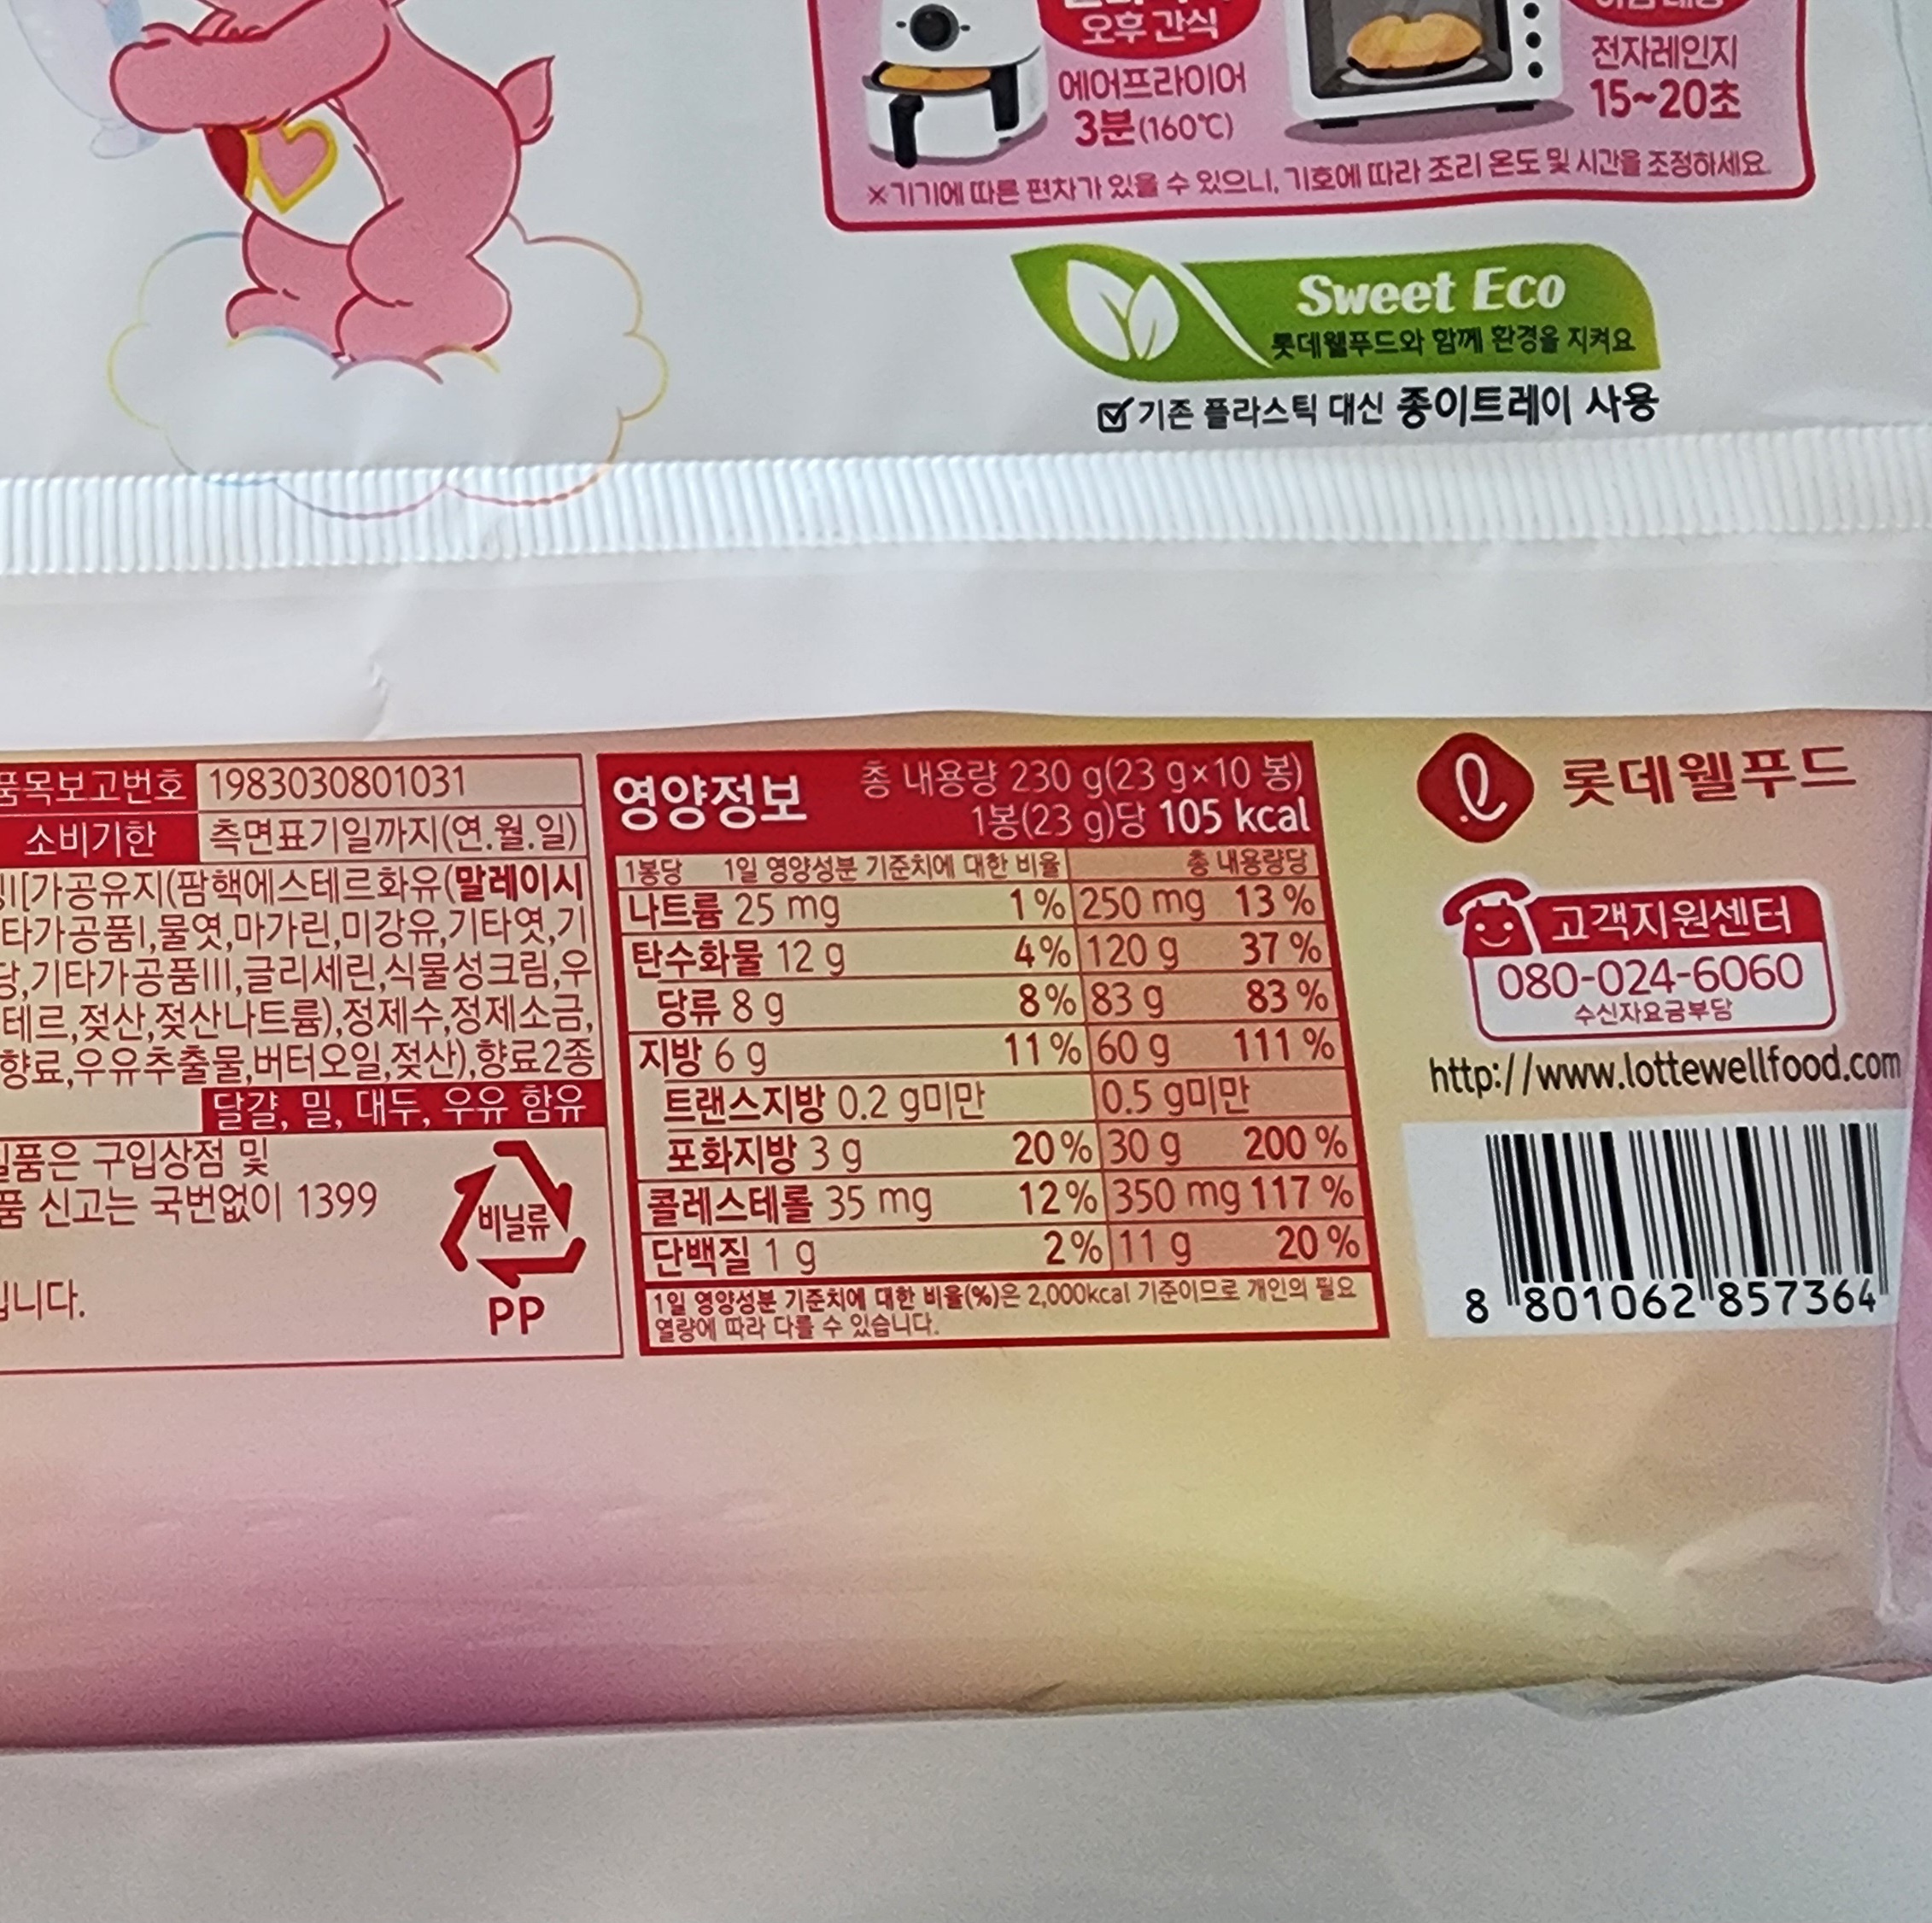 오후 간식
에어프라이어
3분(160℃)
전자레인지
15~20초
※기기에 따른 편차가 있을 수 있으니, 기호에 따라 조리 온도 및 시간을 조정하세요.
Sweet Eco
롯데웰푸드와 함께 환경을 지켜요
기존 플라스틱 대신 종이트레이 사용
품목보고번호 1983030801031
소비기한 측면표기일까지(연.월.일)
[가공유지(팜핵에스테르화유(말레이시
타가공품I,물엿,마가린,미강유,기타엿,기
당,기타가공품III,글리세린,식물성크림,우
테르,젖산,젖산나트륨),정제수,정제소금,
향료,우유추출물,버터오일,젖산),향료2종
달걀, 밀, 대두, 우유 함유
품은 구입상점 및
품 신고는 국번없이 1399
입니다.
비닐류
PP
영양정보
총 내용량 230 g(23 g×10 봉)
1봉(23 g)당 105 kcal
1봉당 1일 영양성분 기준치에 대한 비율 총 내용량당
나트륨 25 mg 1 % 250 mg 13 %
탄수화물 12 g 4 % 120 g 37 %
당류 8 g 8 % 83 g 83 %
지방 6 g 11 % 60 g 111 %
트랜스지방 0.2 g미만 0.5 g미만
포화지방 3 g 20 % 30 g 200 %
콜레스테롤 35 mg 12 % 350 mg 117 %
단백질 1 g 2 % 11 g 20 %
1일 영양성분 기준치에 대한 비율(%)은 2,000kcal 기준이므로 개인의 필요
열량에 따라 다를 수 있습니다.
롯데웰푸드
고객지원센터
080-024-6060
수신자요금부담
http://www.lottewellfood.com
8 801062 857364